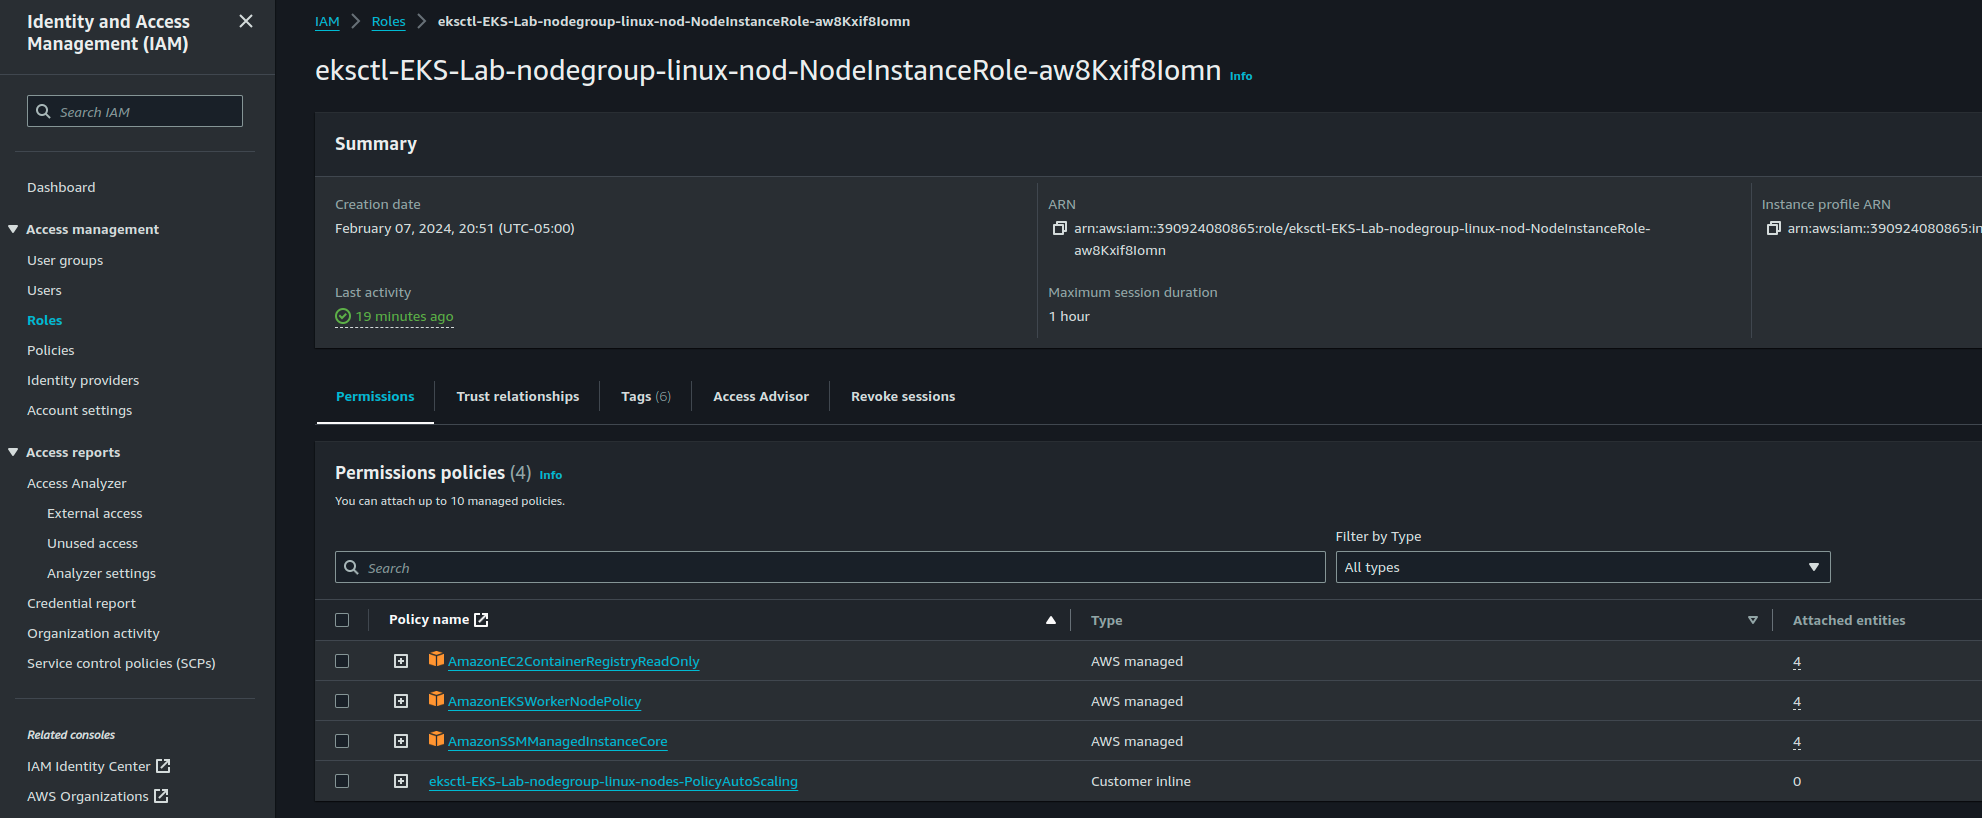 Identity and Access
Management (IAM)
Search IAM
Dashboard
Access management
User groups
Users
Roles
Policies
Identity providers
Account settings
Access reports
Access Analyzer
External access
Unused access
Analyzer settings
Credential report
Organization activity
Service control policies (SCPs)
Related consoles
IAM Identity Center
AWS Organizations
IAM > Roles > eksctl-EKS-Lab-nodegroup-linux-nod-NodeInstanceRole-aw8Kxif8Iomn
eksctl-EKS-Lab-nodegroup-linux-nod-NodeInstanceRole-aw8Kxif8Iomn Info
Summary
Creation date
February 07, 2024, 20:51 (UTC-05:00)
Last activity
19 minutes ago
ARN
arn:aws:iam::390924080865:role/eksctl-EKS-Lab-nodegroup-linux-nod-NodeInstanceRole-
aw8Kxif8Iomn
Maximum session duration
1 hour
Instance profile ARN
arn:aws:iam::390924080865:in
Permissions
Trust relationships
Tags (6)
Access Advisor
Revoke sessions
Permissions policies (4) Info
You can attach up to 10 managed policies.
Filter by Type
Search
All types
Policy name Type Attached entities
AmazonEC2ContainerRegistryReadOnly AWS managed 4
AmazonEKSWorkerNodePolicy AWS managed 4
AmazonSSMManagedInstanceCore AWS managed 4
eksctl-EKS-Lab-nodegroup-linux-nodes-PolicyAutoScaling Customer inline 0